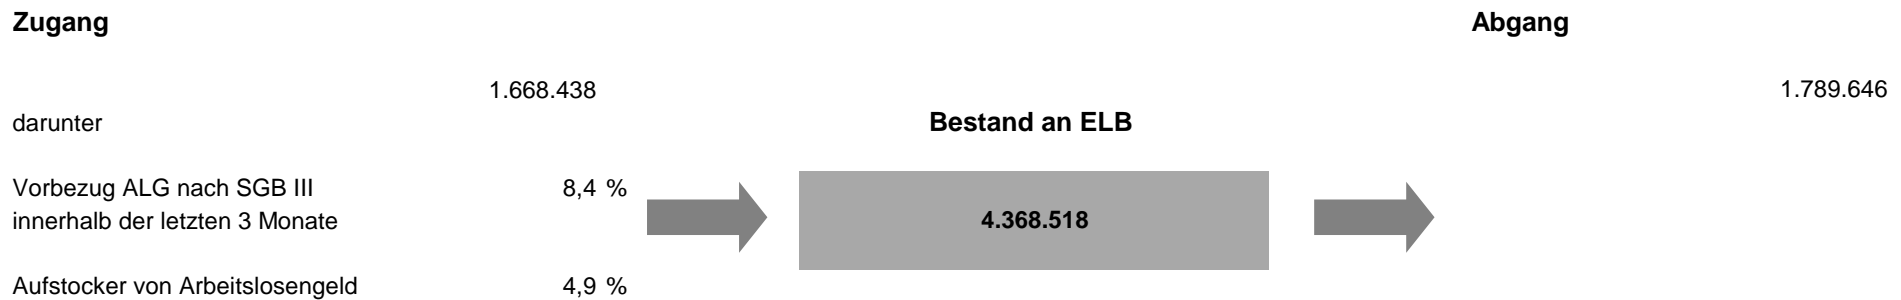 Zugang
Abgang
1.668.438
1.789.646
darunter
Bestand an ELB
Vorbezug ALG nach SGB III 8,4 %
innerhalb der letzten 3 Monate
4.368.518
Aufstocker von Arbeitslosengeld 4,9 %